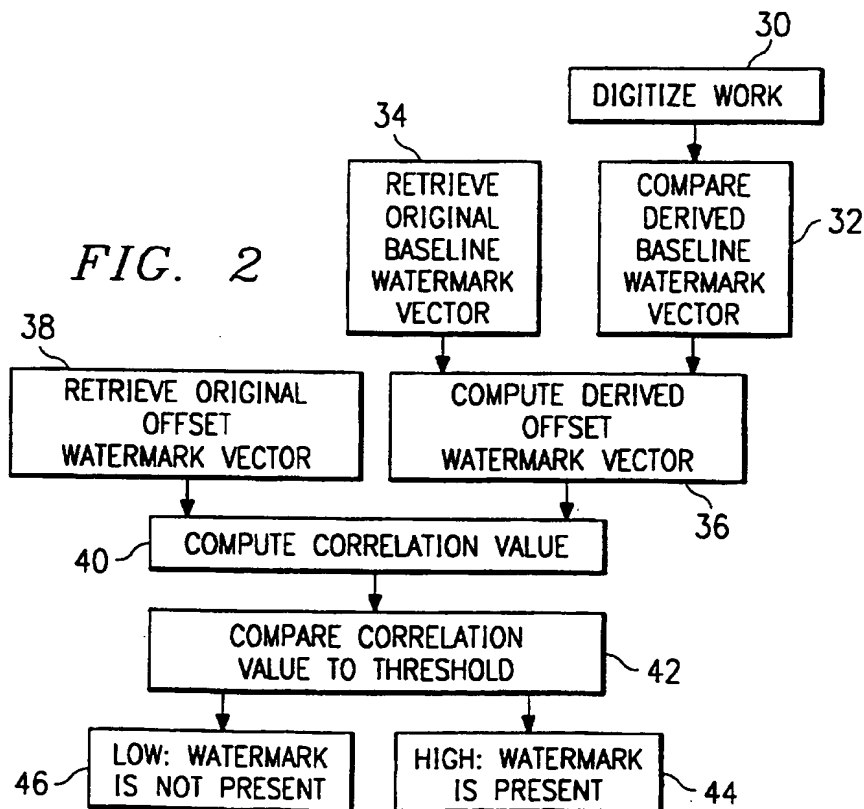 30
DIGITIZE WORK
34
RETRIEVE
ORIGINAL
BASELINE
WATERMARK
VECTOR
COMPARE
DERIVED
BASELINE
WATERMARK
VECTOR
32
FIG. 2
38
RETRIEVE ORIGINAL
OFFSET
WATERMARK VECTOR
COMPUTE DERIVED
OFFSET
WATERMARK VECTOR
36
40
COMPUTE CORRELATION VALUE
COMPARE CORRELATION
VALUE TO THRESHOLD
42
46
LOW: WATERMARK
IS NOT PRESENT
HIGH: WATERMARK
IS PRESENT
44